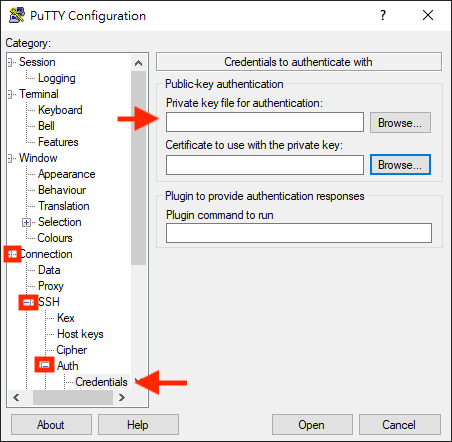 PuTTY Configuration
Category:
Session
Logging
Terminal
Keyboard
Bell
Features
Window
Appearance
Behaviour
Translation
Selection
Colours
Connection
Data
Proxy
SSH
Kex
Host keys
Cipher
Auth
Credentials
Credentials to authenticate with
Public-key authentication
Private key file for authentication:
Browse...
Certificate to use with the private key:
Browse...
Plugin to provide authentication responses
Plugin command to run
About
Help
Open
Cancel